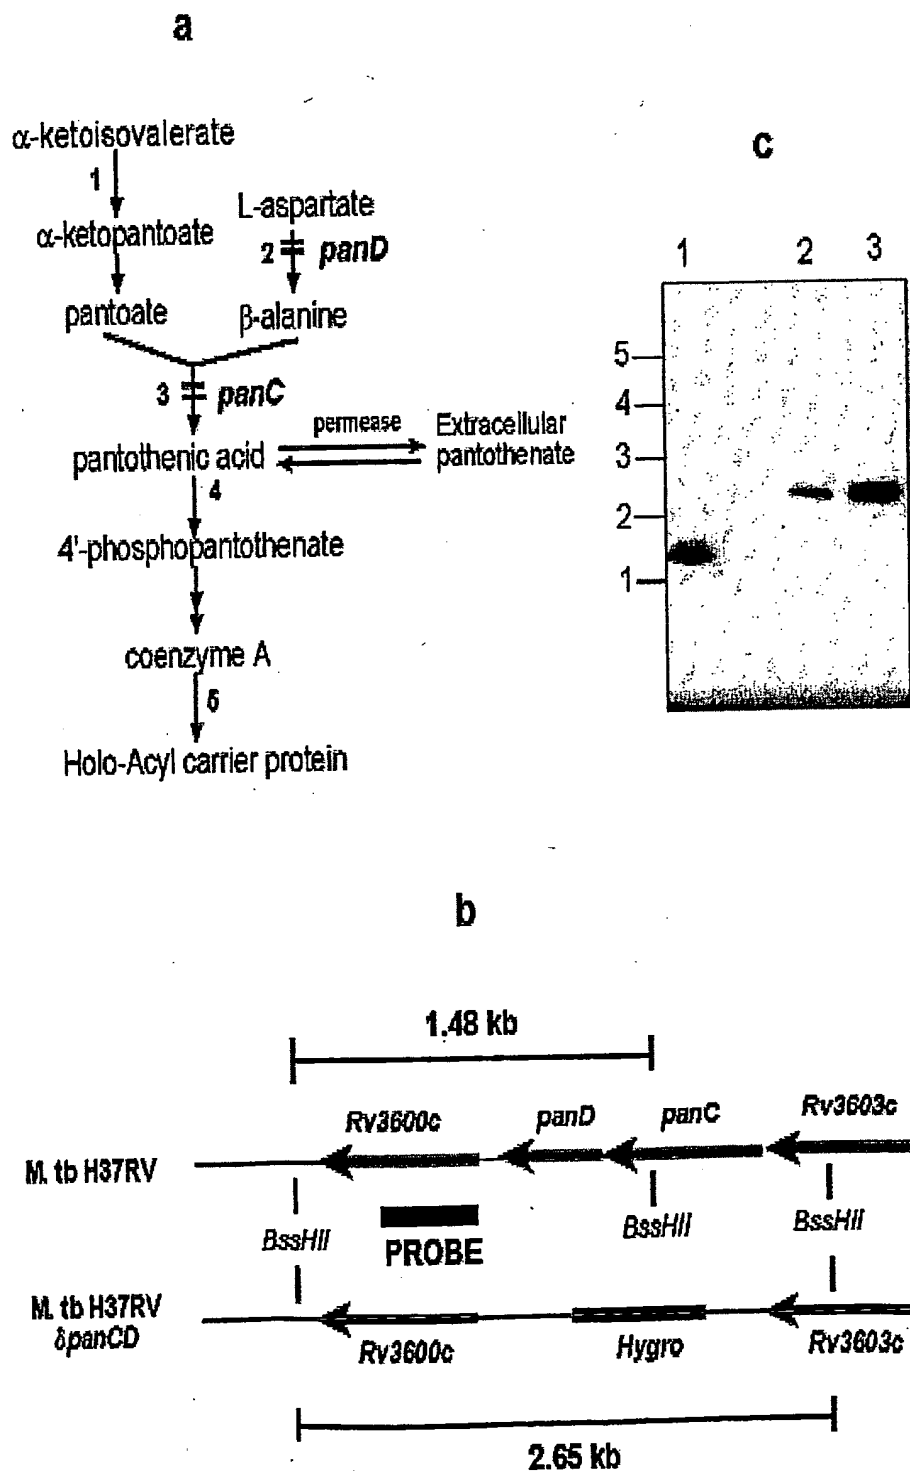 a
α-ketoisovalerate
1
α-ketopantoate
L-aspartate
2 panD
pantoate
β-alanine
3 panC
pantothenic acid
permease
Extracellular
pantothenate
4
4'-phosphopantothenate
coenzyme A
5
Holo-Acyl carrier protein
c
1 2 3
5
4
3
2
1
b
1.48 kb
Rv3600c panD panC Rv3603c
M. tb H37RV
BssHII BssHII BssHII
PROBE
M. tb H37RV
δpanCD
Rv3600c Hygro Rv3603c
2.65 kb